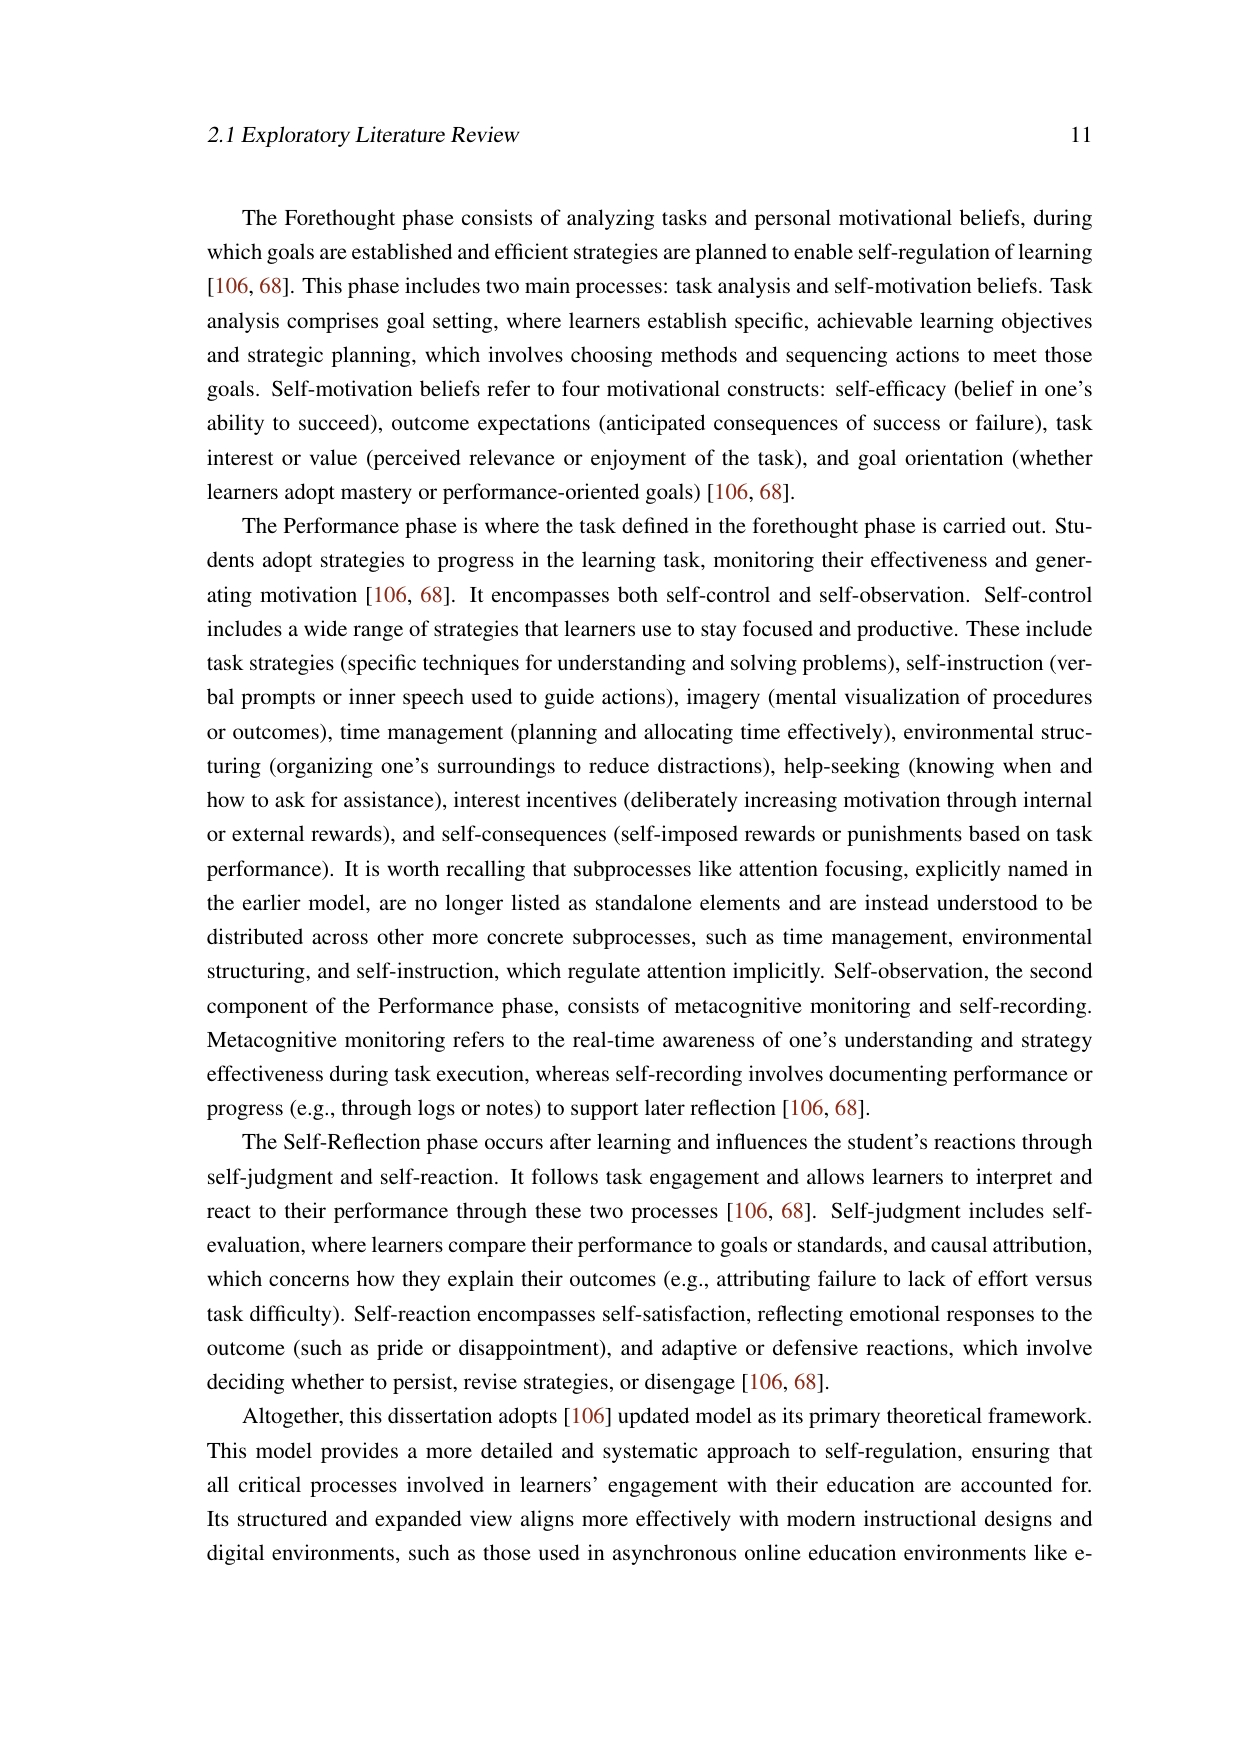 2.1 Exploratory Literature Review 11
The Forethought phase consists of analyzing tasks and personal motivational beliefs, during
which goals are established and efficient strategies are planned to enable self-regulation of learning
[106, 68]. This phase includes two main processes: task analysis and self-motivation beliefs. Task
analysis comprises goal setting, where learners establish specific, achievable learning objectives
and strategic planning, which involves choosing methods and sequencing actions to meet those
goals. Self-motivation beliefs refer to four motivational constructs: self-efficacy (belief in one’s
ability to succeed), outcome expectations (anticipated consequences of success or failure), task
interest or value (perceived relevance or enjoyment of the task), and goal orientation (whether
learners adopt mastery or performance-oriented goals) [106, 68].
The Performance phase is where the task defined in the forethought phase is carried out. Stu-
dents adopt strategies to progress in the learning task, monitoring their effectiveness and gener-
ating motivation [106, 68]. It encompasses both self-control and self-observation. Self-control
includes a wide range of strategies that learners use to stay focused and productive. These include
task strategies (specific techniques for understanding and solving problems), self-instruction (ver-
bal prompts or inner speech used to guide actions), imagery (mental visualization of procedures
or outcomes), time management (planning and allocating time effectively), environmental struc-
turing (organizing one’s surroundings to reduce distractions), help-seeking (knowing when and
how to ask for assistance), interest incentives (deliberately increasing motivation through internal
or external rewards), and self-consequences (self-imposed rewards or punishments based on task
performance). It is worth recalling that subprocesses like attention focusing, explicitly named in
the earlier model, are no longer listed as standalone elements and are instead understood to be
distributed across other more concrete subprocesses, such as time management, environmental
structuring, and self-instruction, which regulate attention implicitly. Self-observation, the second
component of the Performance phase, consists of metacognitive monitoring and self-recording.
Metacognitive monitoring refers to the real-time awareness of one’s understanding and strategy
effectiveness during task execution, whereas self-recording involves documenting performance or
progress (e.g., through logs or notes) to support later reflection [106, 68].
The Self-Reflection phase occurs after learning and influences the student’s reactions through
self-judgment and self-reaction. It follows task engagement and allows learners to interpret and
react to their performance through these two processes [106, 68]. Self-judgment includes self-
evaluation, where learners compare their performance to goals or standards, and causal attribution,
which concerns how they explain their outcomes (e.g., attributing failure to lack of effort versus
task difficulty). Self-reaction encompasses self-satisfaction, reflecting emotional responses to the
outcome (such as pride or disappointment), and adaptive or defensive reactions, which involve
deciding whether to persist, revise strategies, or disengage [106, 68].
Altogether, this dissertation adopts [106] updated model as its primary theoretical framework.
This model provides a more detailed and systematic approach to self-regulation, ensuring that
all critical processes involved in learners’ engagement with their education are accounted for.
Its structured and expanded view aligns more effectively with modern instructional designs and
digital environments, such as those used in asynchronous online education environments like e-